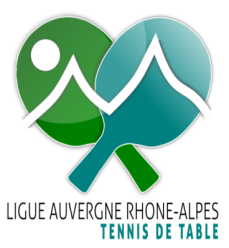 LIGUE AUVERGNE RHONE-ALPES
TENNIS DE TABLE